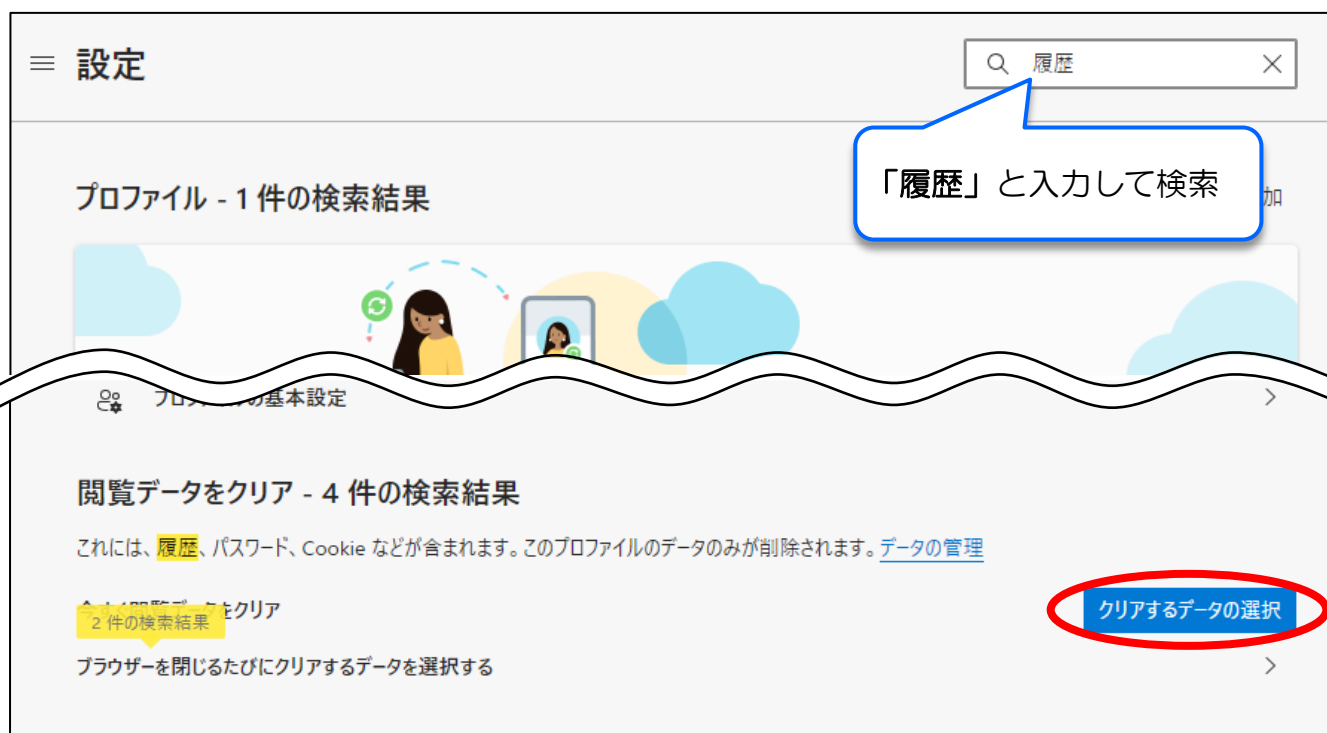 設定
履歴
「履歴」と入力して検索
プロファイル - 1 件の検索結果
加
の基本設定
閲覧データをクリア - 4 件の検索結果
これには、履歴、パスワード、Cookie などが含まれます。このプロファイルのデータのみが削除されます。データの管理
をクリア
クリアするデータの選択
2 件の検索結果
ブラウザーを閉じるたびにクリアするデータを選択する